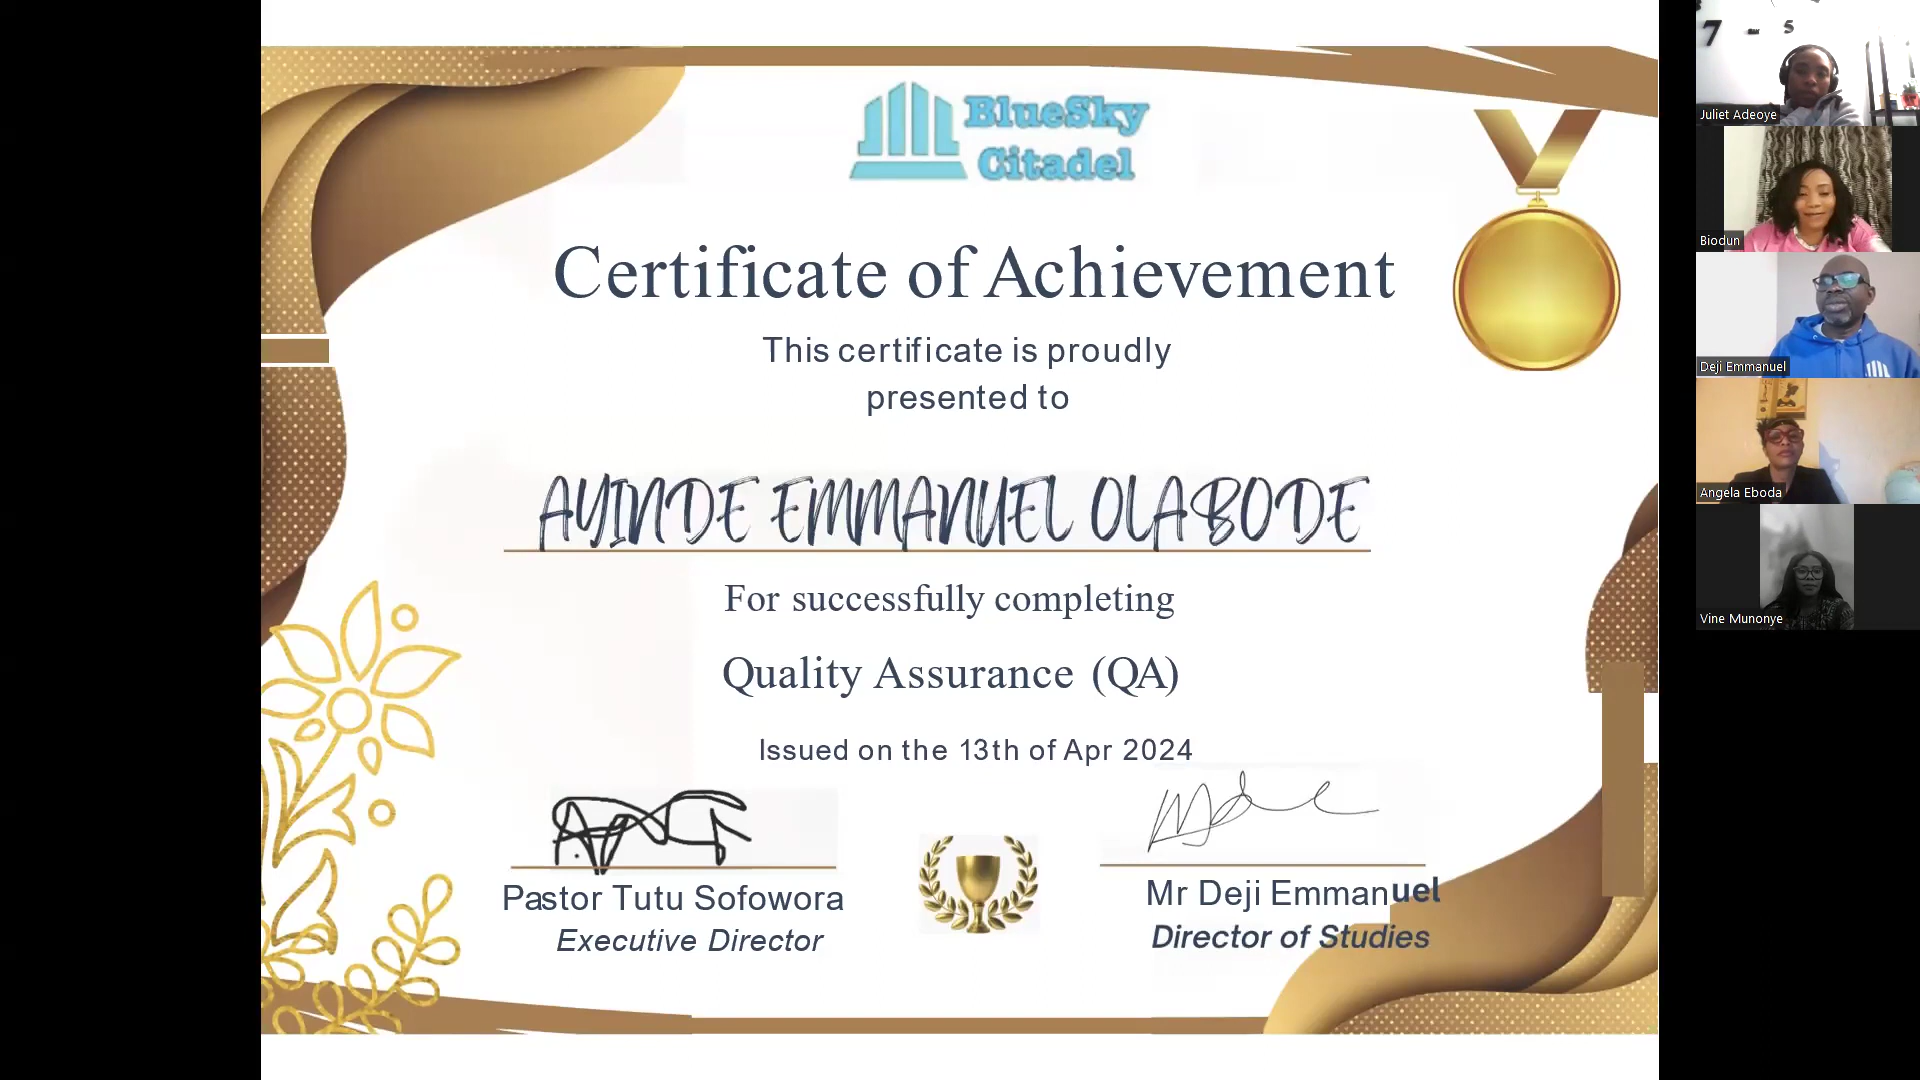 BlueSky
Citadel
Certificate of Achievement
This certificate is proudly
presented to
AYINDE EMMANUEL OLABODE
For successfully completing
Quality Assurance (QA)
Issued on the 13th of Apr 2024
Pastor Tutu Sofowora
Executive Director
Mr Deji Emmanuel
Director of Studies
7 - 5
Juliet Adeoye
Biodun
Deji Emmanuel
Angela Eboda
Vine Munonye